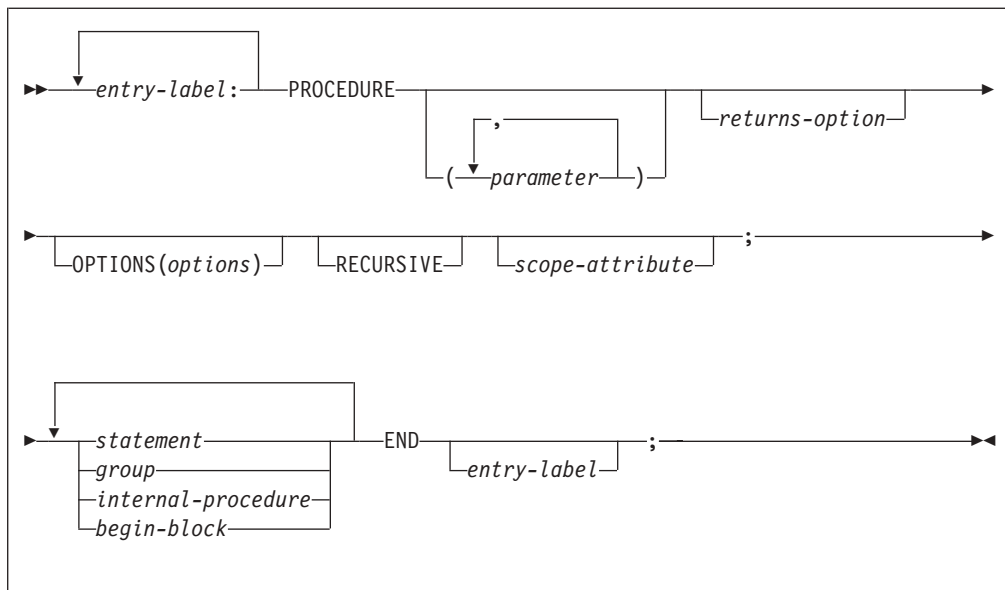 entry-label: PROCEDURE ( , parameter ) returns-option
OPTIONS(options) RECURSIVE scope-attribute ;
statement END entry-label ;
group
internal-procedure
begin-block